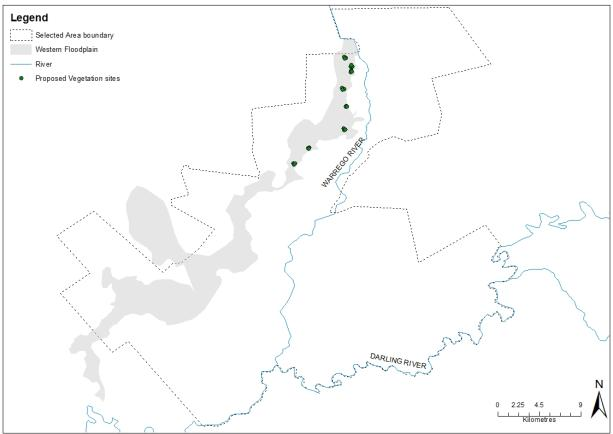 Legend
Selected Area boundary
Western Floodplain
River
Proposed Vegetation sites
WARREGO RIVER
DARLING RIVER
N
0 2.25 4.5 9
Kilometres